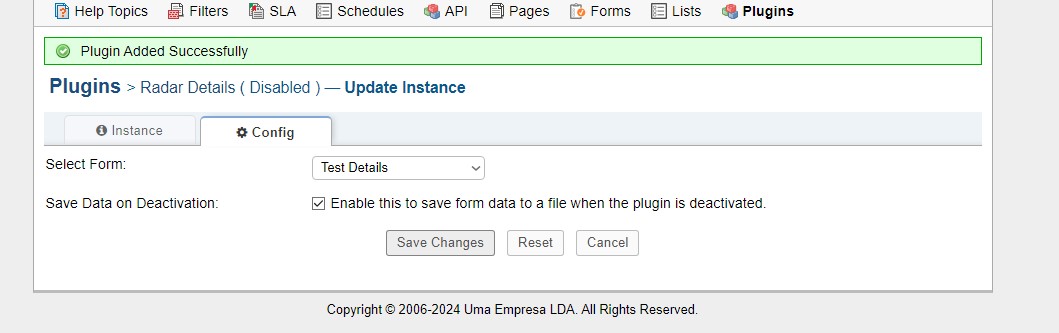 Help Topics Filters SLA Schedules API Pages Forms Lists Plugins
Plugin Added Successfully
Plugins > Radar Details ( Disabled ) — Update Instance
Instance Config
Select Form: Test Details
Save Data on Deactivation: Enable this to save form data to a file when the plugin is deactivated.
Save Changes Reset Cancel
Copyright © 2006-2024 Uma Empresa LDA. All Rights Reserved.